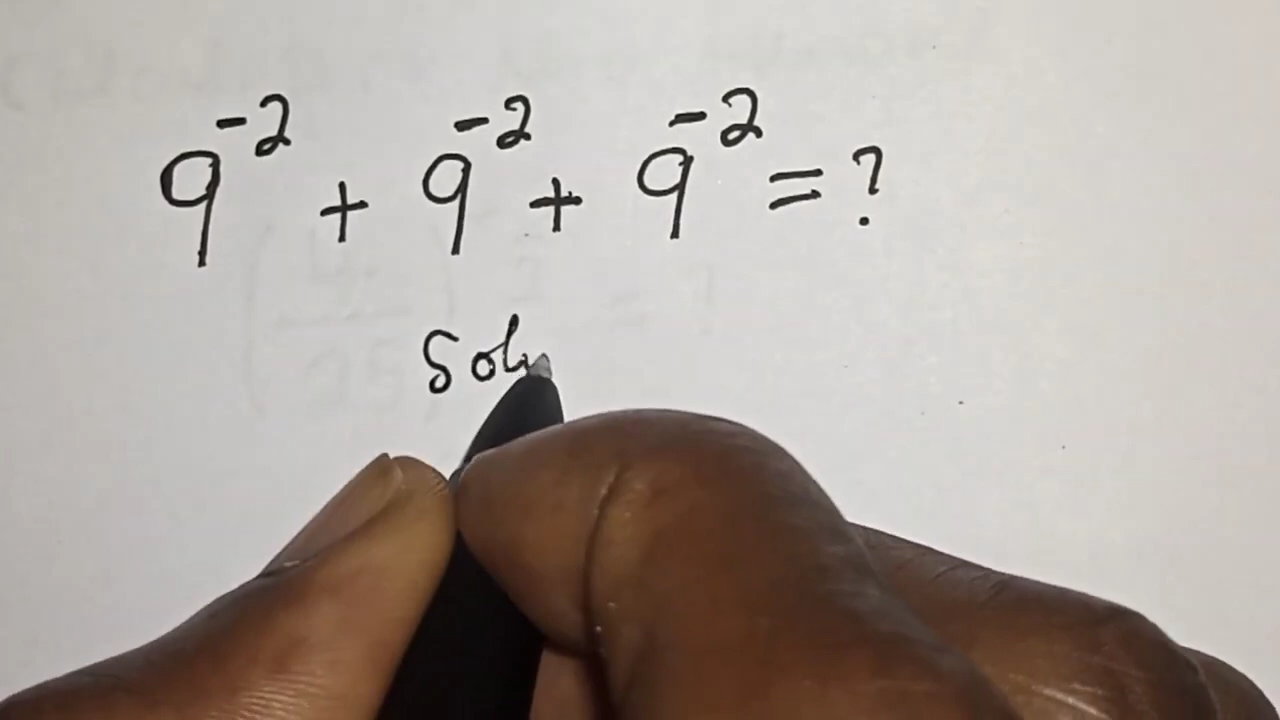 9⁻² + 9⁻² + 9⁻² = ?
Sol